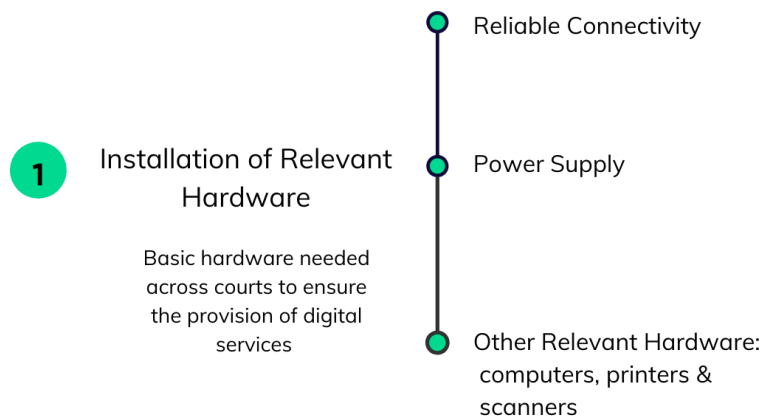 1
Installation of Relevant
Hardware
Basic hardware needed
across courts to ensure
the provision of digital
services
Reliable Connectivity
Power Supply
Other Relevant Hardware:
computers, printers &
scanners